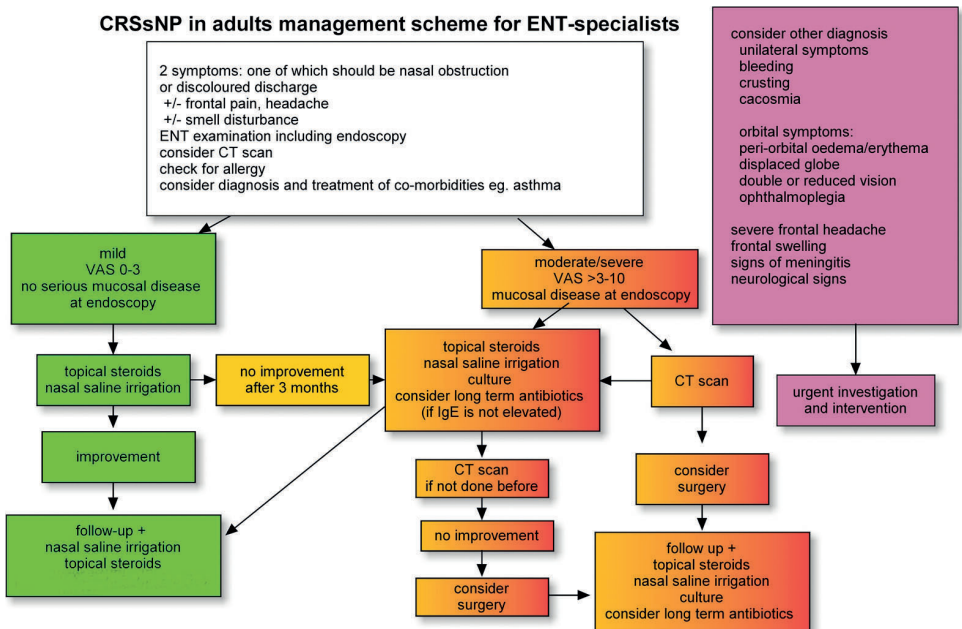 CRSsNP in adults management scheme for ENT-specialists
2 symptoms: one of which should be nasal obstruction
or discoloured discharge
+/- frontal pain, headache
+/- smell disturbance
ENT examination including endoscopy
consider CT scan
check for allergy
consider diagnosis and treatment of co-morbidities eg. asthma
consider other diagnosis
unilateral symptoms
bleeding
crusting
cacosmia
orbital symptoms:
peri-orbital oedema/erythema
displaced globe
double or reduced vision
ophthalmoplegia
severe frontal headache
frontal swelling
signs of meningitis
neurological signs
mild
VAS 0-3
no serious mucosal disease
at endoscopy
moderate/severe
VAS >3-10
mucosal disease at endoscopy
topical steroids
nasal saline irrigation
no improvement
after 3 months
topical steroids
nasal saline irrigation
culture
consider long term antibiotics
(if IgE is not elevated)
CT scan
urgent investigation
and intervention
improvement
CT scan
if not done before
consider
surgery
follow-up +
nasal saline irrigation
topical steroids
no improvement
consider
surgery
follow up +
topical steroids
nasal saline irrigation
culture
consider long term antibiotics